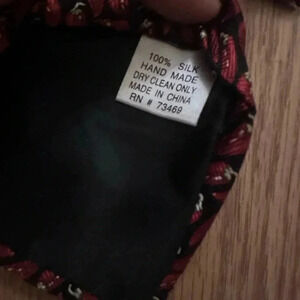 100% SILK
HAND MADE
DRY CLEAN ONLY
MADE IN CHINA
RN # 73469